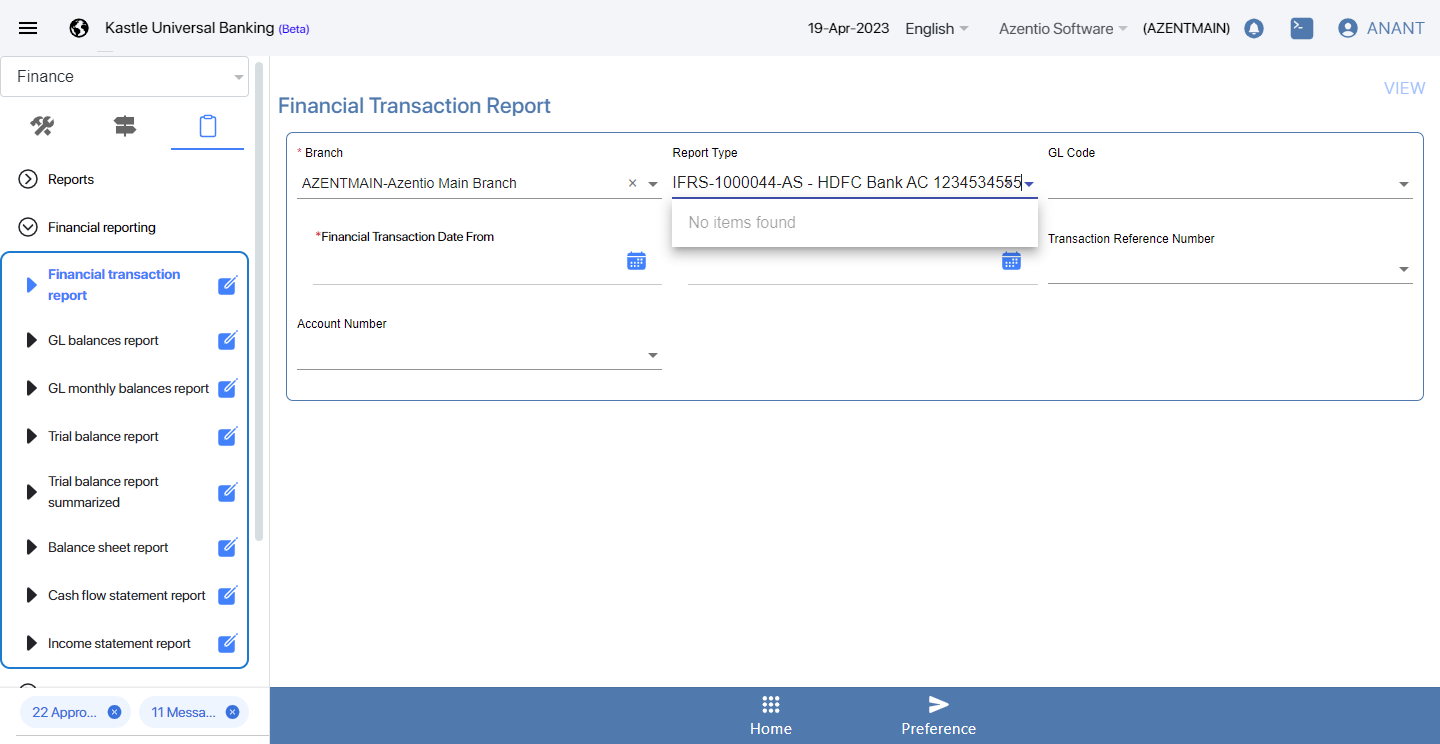 Kastle Universal Banking (Beta)
19-Apr-2023
English
Azentio Software
(AZENTMAIN)
ANANT
Finance
Reports
Financial reporting
Financial transaction
report
GL balances report
GL monthly balances report
Trial balance report
Trial balance report
summarized
Balance sheet report
Cash flow statement report
Income statement report
22 Appro...
11 Messa...
VIEW
Financial Transaction Report
* Branch
Report Type
GL Code
AZENTMAIN-Azentio Main Branch
IFRS-1000044-AS - HDFC Bank AC 1234534555
No items found
*Financial Transaction Date From
Transaction Reference Number
Account Number
Home
Preference